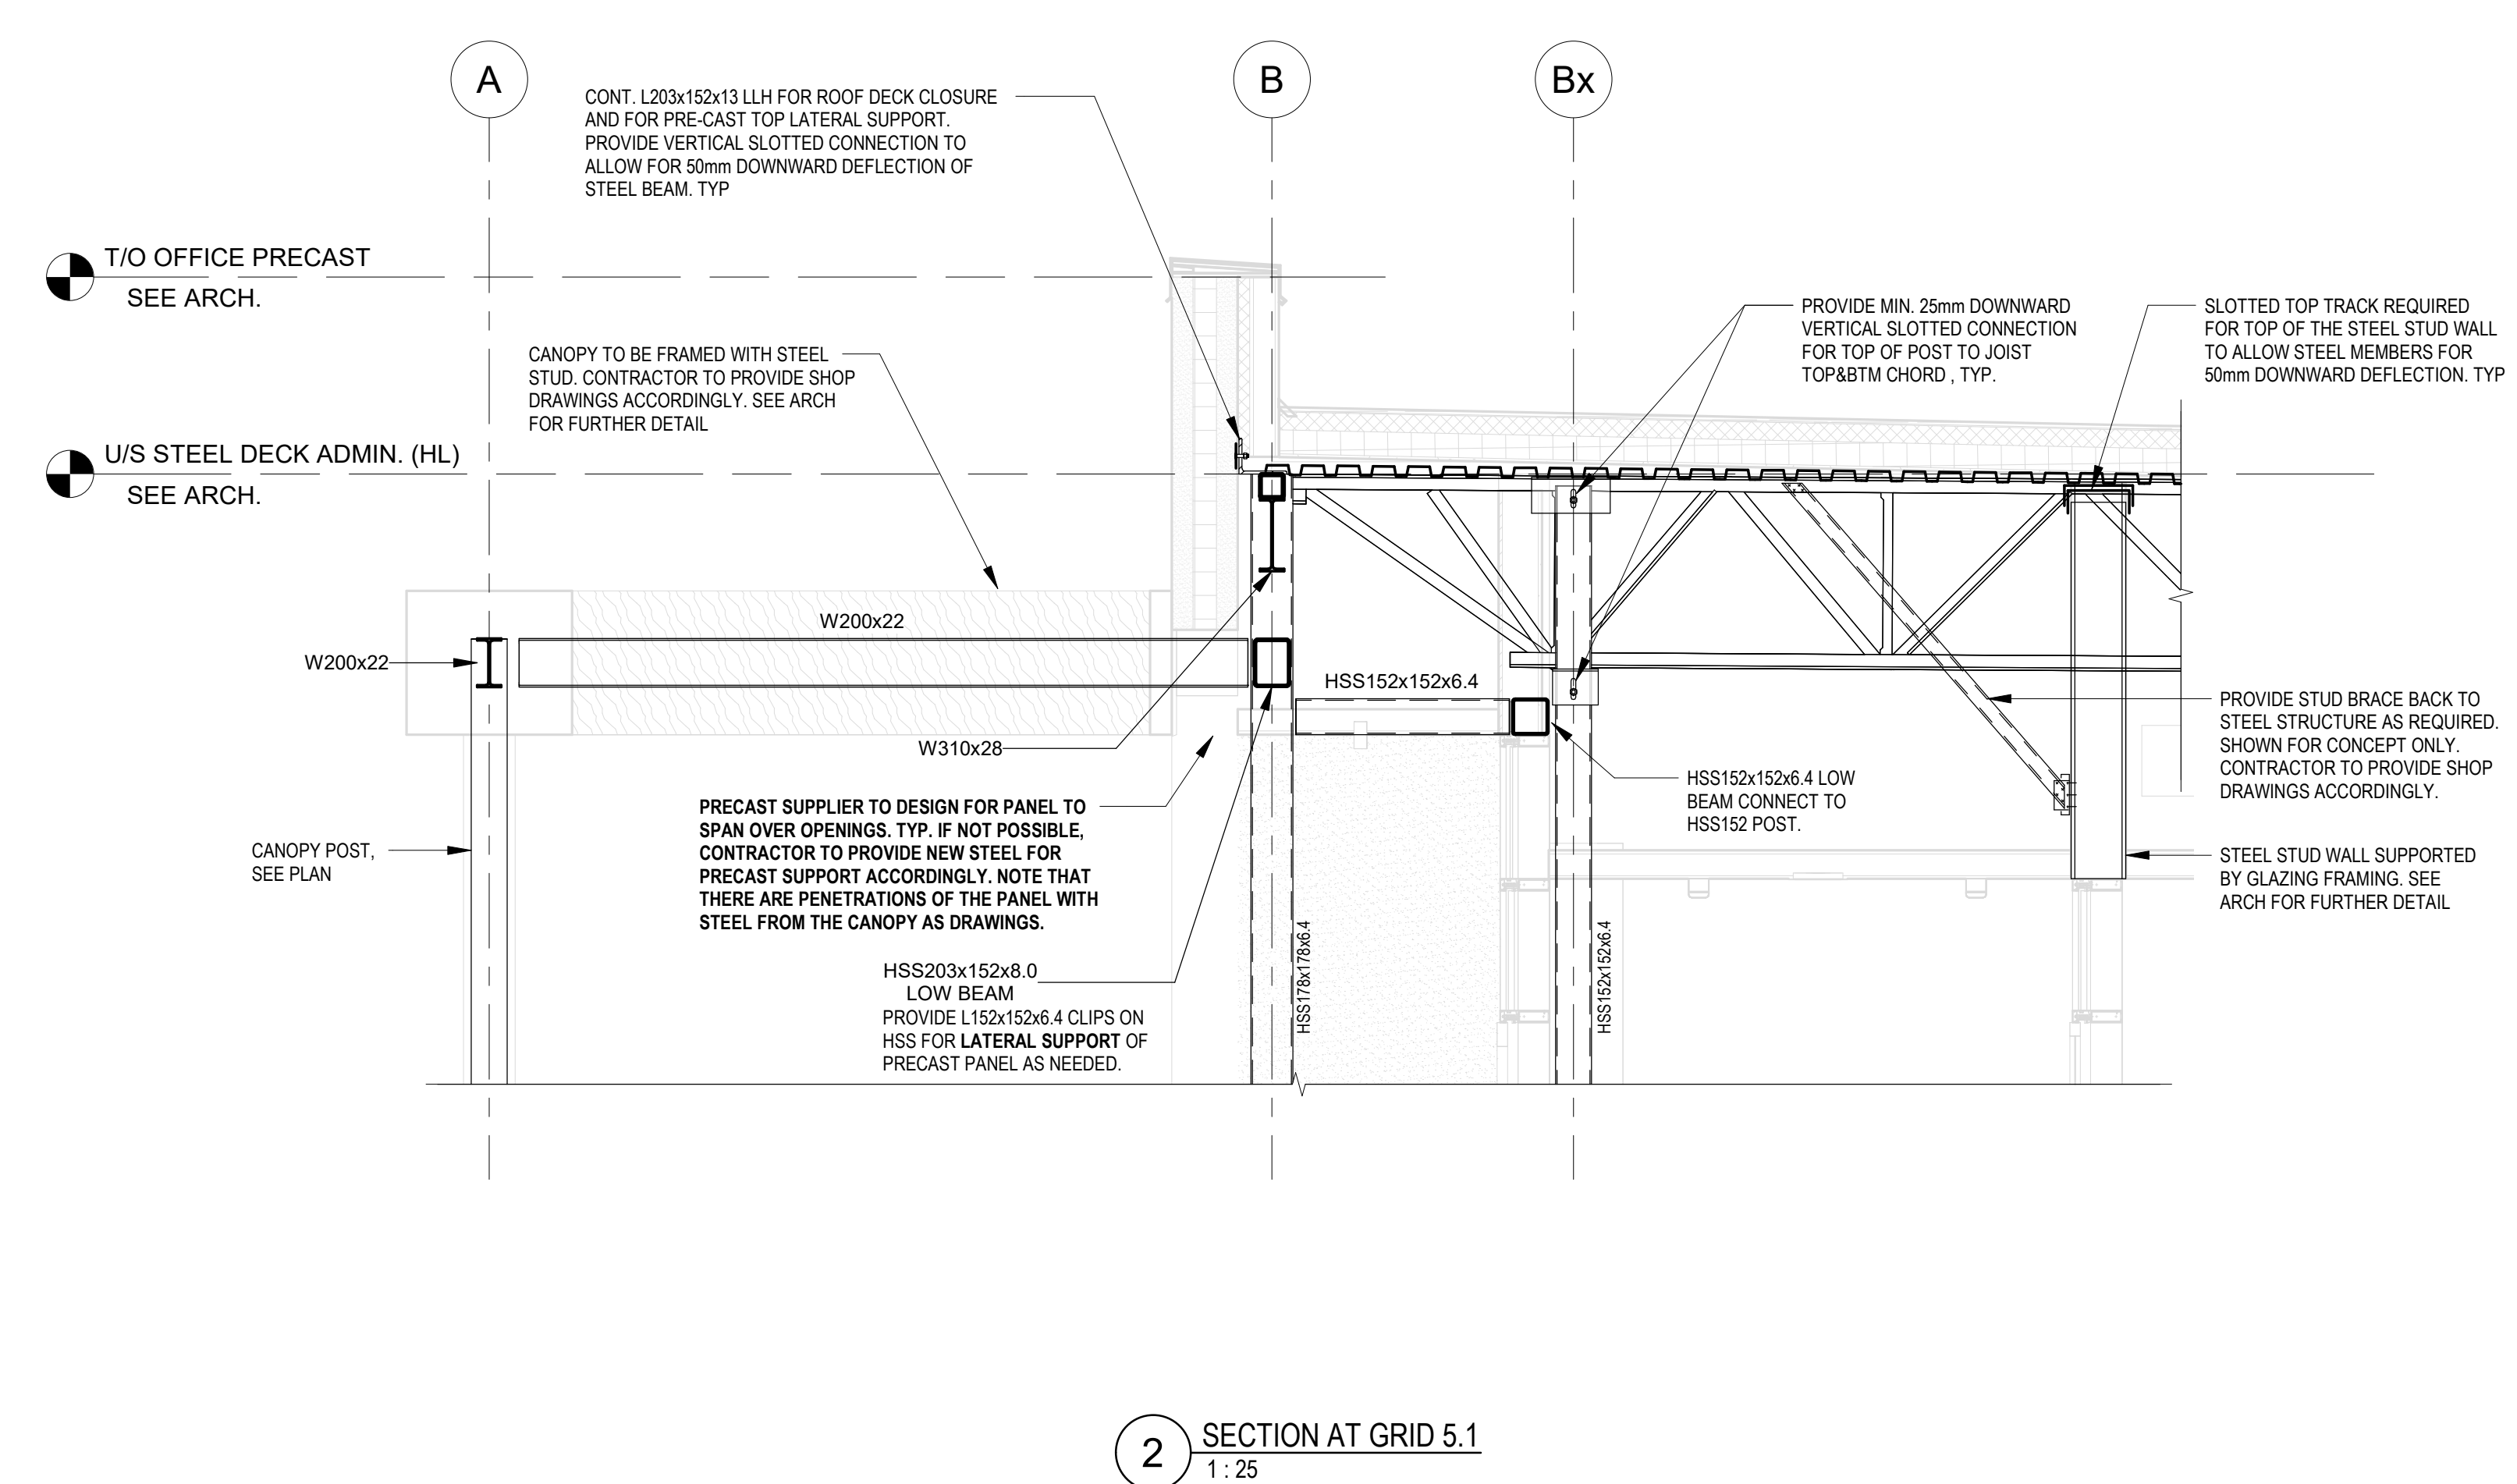 A
B
Bx
CONT. L203x152x13 LLH FOR ROOF DECK CLOSURE
AND FOR PRE-CAST TOP LATERAL SUPPORT.
PROVIDE VERTICAL SLOTTED CONNECTION TO
ALLOW FOR 50mm DOWNWARD DEFLECTION OF
STEEL BEAM. TYP
T/O OFFICE PRECAST
SEE ARCH.
CANOPY TO BE FRAMED WITH STEEL
STUD. CONTRACTOR TO PROVIDE SHOP
DRAWINGS ACCORDINGLY. SEE ARCH
FOR FURTHER DETAIL
PROVIDE MIN. 25mm DOWNWARD
VERTICAL SLOTTED CONNECTION
FOR TOP OF POST TO JOIST
TOP&BTM CHORD , TYP.
SLOTTED TOP TRACK REQUIRED
FOR TOP OF THE STEEL STUD WALL
TO ALLOW STEEL MEMBERS FOR
50mm DOWNWARD DEFLECTION. TYP
U/S STEEL DECK ADMIN. (HL)
SEE ARCH.
W200x22
W200x22
HSS152x152x6.4
W310x28
PROVIDE STUD BRACE BACK TO
STEEL STRUCTURE AS REQUIRED.
SHOWN FOR CONCEPT ONLY.
CONTRACTOR TO PROVIDE SHOP
DRAWINGS ACCORDINGLY.
HSS152x152x6.4 LOW
BEAM CONNECT TO
HSS152 POST.
PRECAST SUPPLIER TO DESIGN FOR PANEL TO
SPAN OVER OPENINGS. TYP. IF NOT POSSIBLE,
CONTRACTOR TO PROVIDE NEW STEEL FOR
PRECAST SUPPORT ACCORDINGLY. NOTE THAT
THERE ARE PENETRATIONS OF THE PANEL WITH
STEEL FROM THE CANOPY AS DRAWINGS.
CANOPY POST,
SEE PLAN
STEEL STUD WALL SUPPORTED
BY GLAZING FRAMING. SEE
ARCH FOR FURTHER DETAIL
HSS203x152x8.0
LOW BEAM
PROVIDE L152x152x6.4 CLIPS ON
HSS FOR LATERAL SUPPORT OF
PRECAST PANEL AS NEEDED.
HSS178x178x6.4
HSS152x152x6.4
2
SECTION AT GRID 5.1
1 : 25